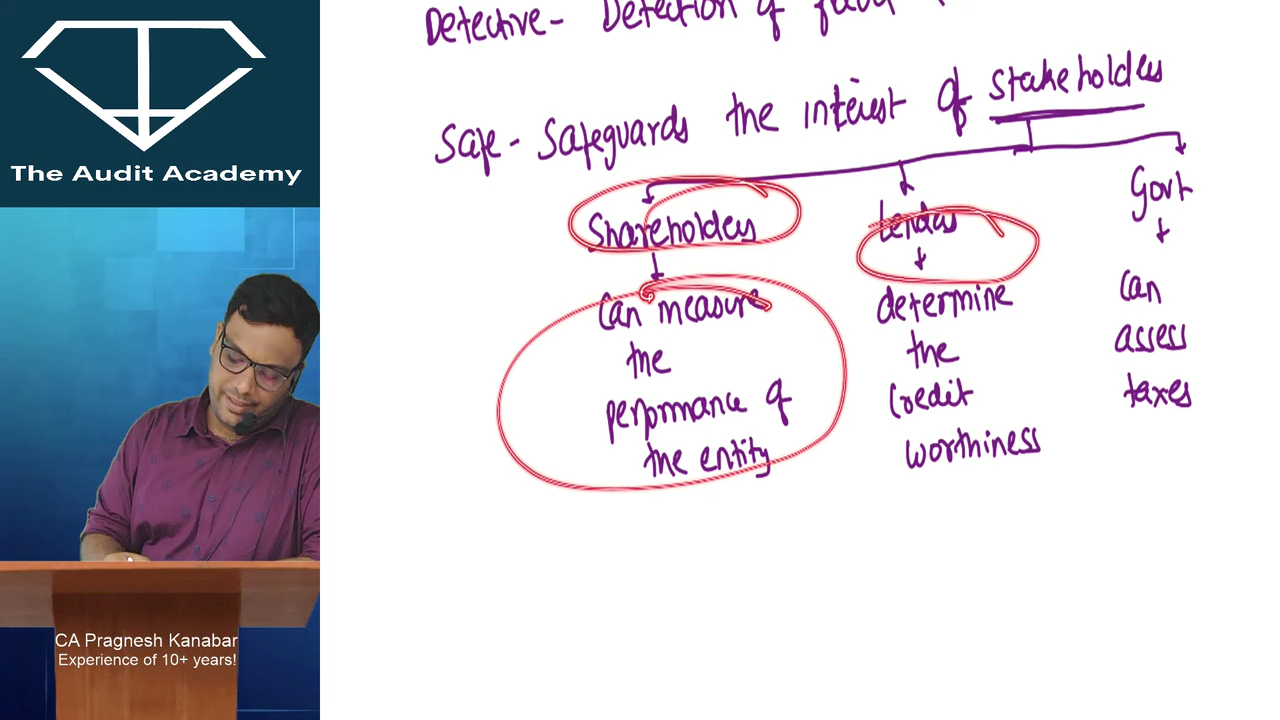 The Audit Academy
CA Pragnesh Kanabar
Experience of 10+ years!
Detective - Detection of
Safe - Safeguards the interest of stakeholders
Shareholders
can measure
the
performance of
the entity
Lenders
determine
the
credit
worthiness
Govt
can
assess
taxes